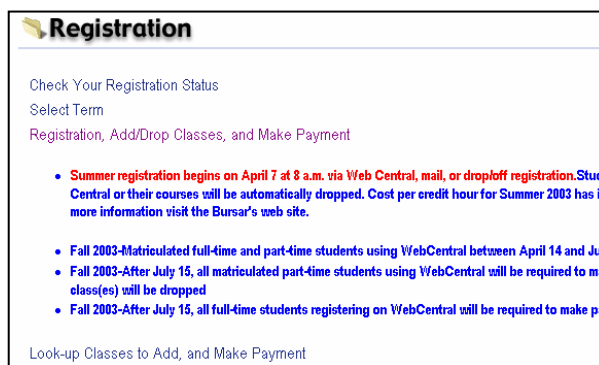 Registration
Check Your Registration Status
Select Term
Registration, Add/Drop Classes, and Make Payment
• Summer registration begins on April 7 at 8 a.m. via Web Central, mail, or drop/off registration.Stud
Central or their courses will be automatically dropped. Cost per credit hour for Summer 2003 has i
more information visit the Bursar's web site.
• Fall 2003-Matriculated full-time and part-time students using WebCentral between April 14 and Ju
• Fall 2003-After July 15, all matriculated part-time students using WebCentral will be required to m
class(es) will be dropped
• Fall 2003-After July 15, all full-time students registering on WebCentral will be required to make p
Look-up Classes to Add, and Make Payment